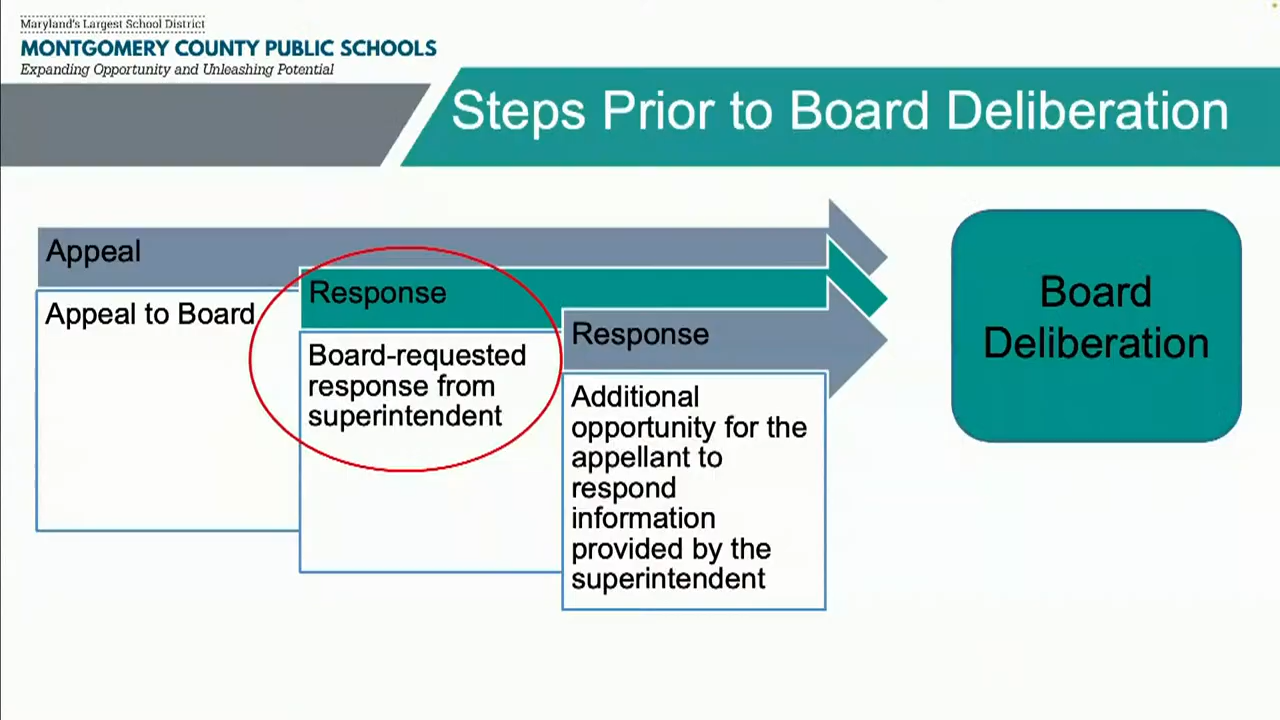 Maryland's Largest School District
MONTGOMERY COUNTY PUBLIC SCHOOLS
Expanding Opportunity and Unleashing Potential
Steps Prior to Board Deliberation
Appeal
Appeal to Board
Response
Board-requested
response from
superintendent
Response
Additional
opportunity for the
appellant to
respond
information
provided by the
superintendent
Board
Deliberation